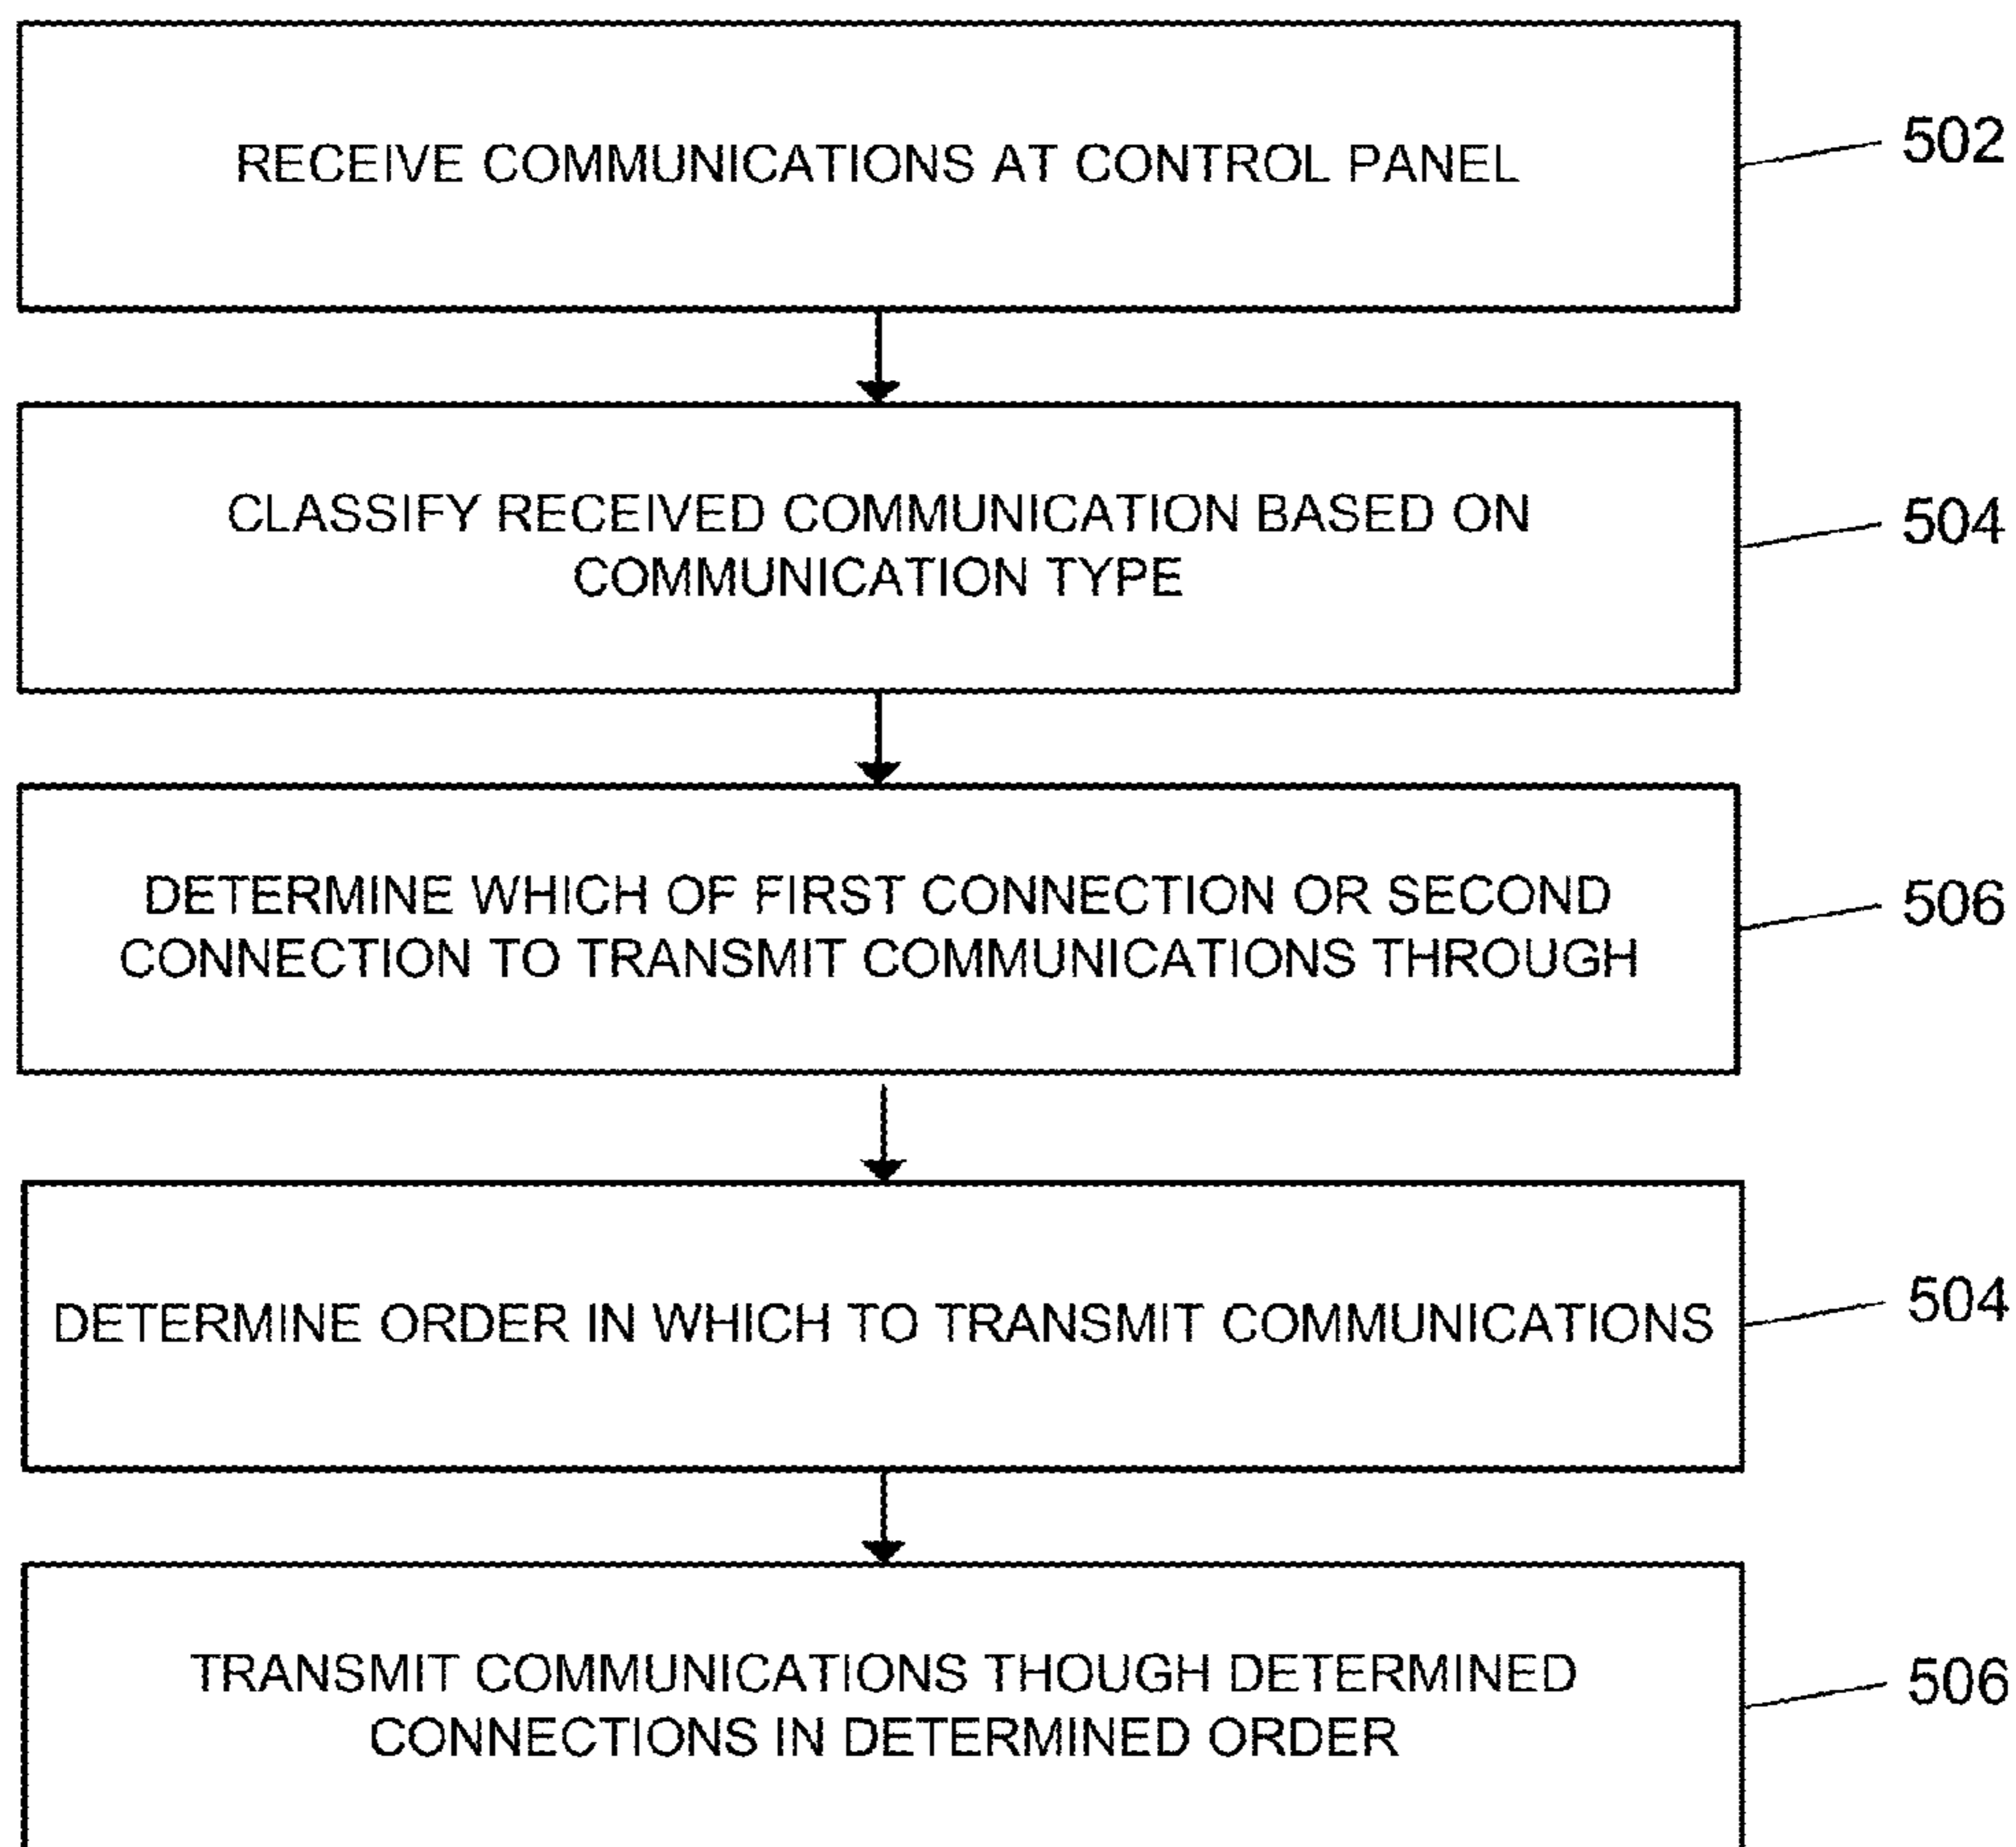 RECEIVE COMMUNICATIONS AT CONTROL PANEL
502
CLASSIFY RECEIVED COMMUNICATION BASED ON
COMMUNICATION TYPE
504
DETERMINE WHICH OF FIRST CONNECTION OR SECOND
CONNECTION TO TRANSMIT COMMUNICATIONS THROUGH
506
DETERMINE ORDER IN WHICH TO TRANSMIT COMMUNICATIONS
504
TRANSMIT COMMUNICATIONS THOUGH DETERMINED
CONNECTIONS IN DETERMINED ORDER
506